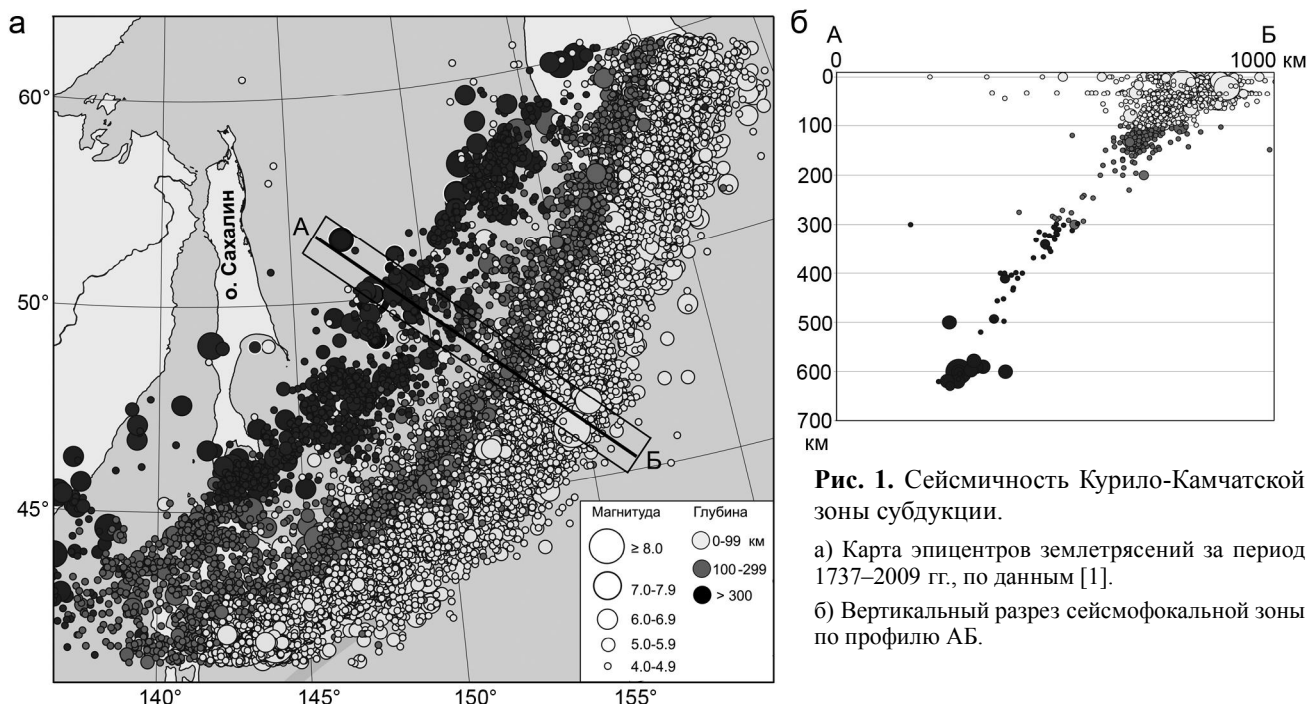 а
60°
50°
45°
140°
145°
150°
155°
о. Сахалин
А
Б
Магнитуда
Глубина
≥ 8.0
7.0-7.9
6.0-6.9
5.0-5.9
4.0-4.9
0-99 км
100-299
> 300
б
А
Б
0
1000 км
0
100
200
300
400
500
600
700
км
Рис. 1. Сейсмичность Курило-Камчатской
зоны субдукции.
а) Карта эпицентров землетрясений за период
1737–2009 гг., по данным [1].
б) Вертикальный разрез сейсмофокальной зоны
по профилю АБ.